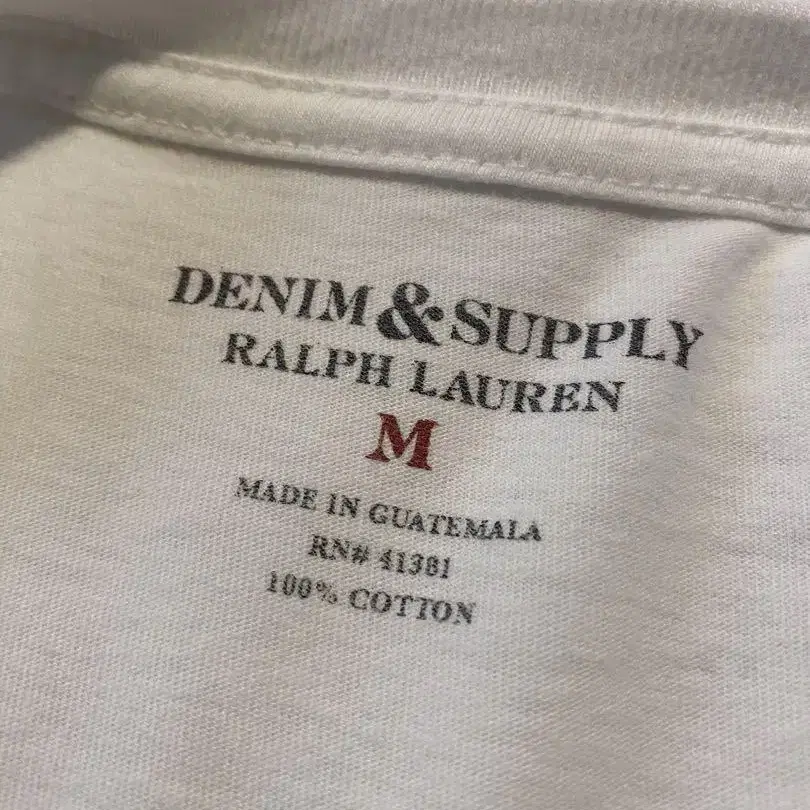 DENIM & SUPPLY
RALPH LAUREN
M
MADE IN GUATEMALA
RN# 41381
100% COTTON